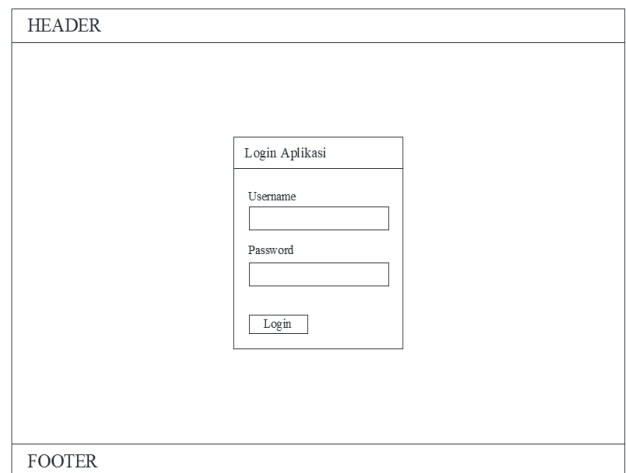 HEADER
Login Aplikasi
Username
Password
Login
FOOTER